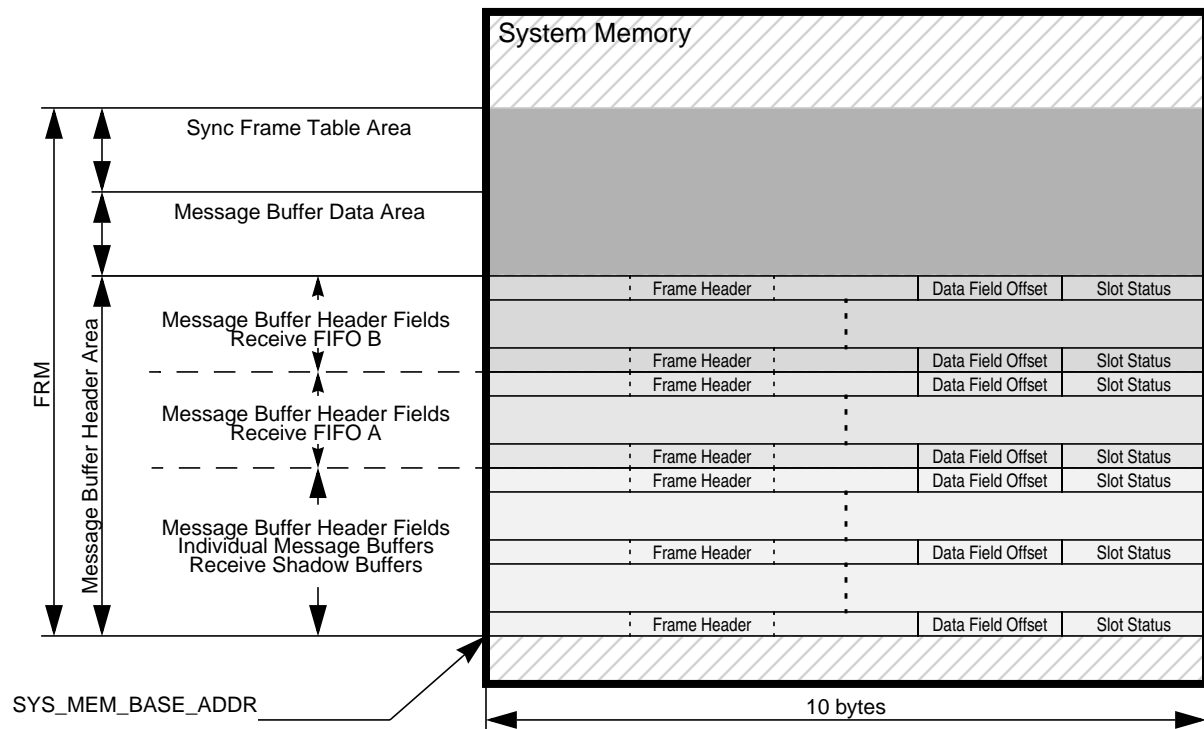 System Memory
Sync Frame Table Area
Message Buffer Data Area
FRM
Message Buffer Header Area
Message Buffer Header Fields
Receive FIFO B
Message Buffer Header Fields
Receive FIFO A
Message Buffer Header Fields
Individual Message Buffers
Receive Shadow Buffers
Frame Header Data Field Offset Slot Status
Frame Header Data Field Offset Slot Status
Frame Header Data Field Offset Slot Status
Frame Header Data Field Offset Slot Status
Frame Header Data Field Offset Slot Status
Frame Header Data Field Offset Slot Status
Frame Header Data Field Offset Slot Status
SYS_MEM_BASE_ADDR
10 bytes